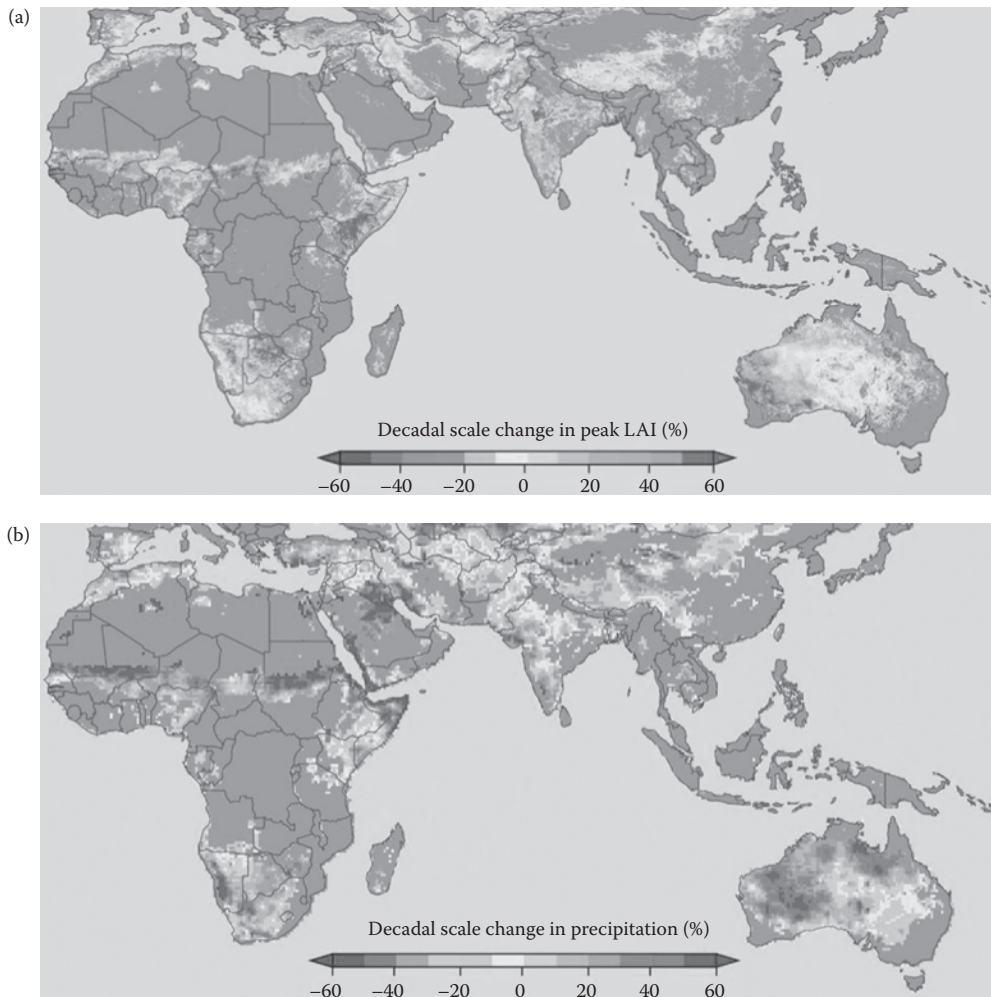 (a)
Decadal scale change in peak LAI (%)
−60 −40 −20 0 20 40 60
(b)
Decadal scale change in precipitation (%)
−60 −40 −20 0 20 40 60